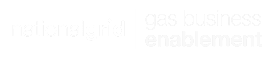 nationalgrid
gas business
enablement